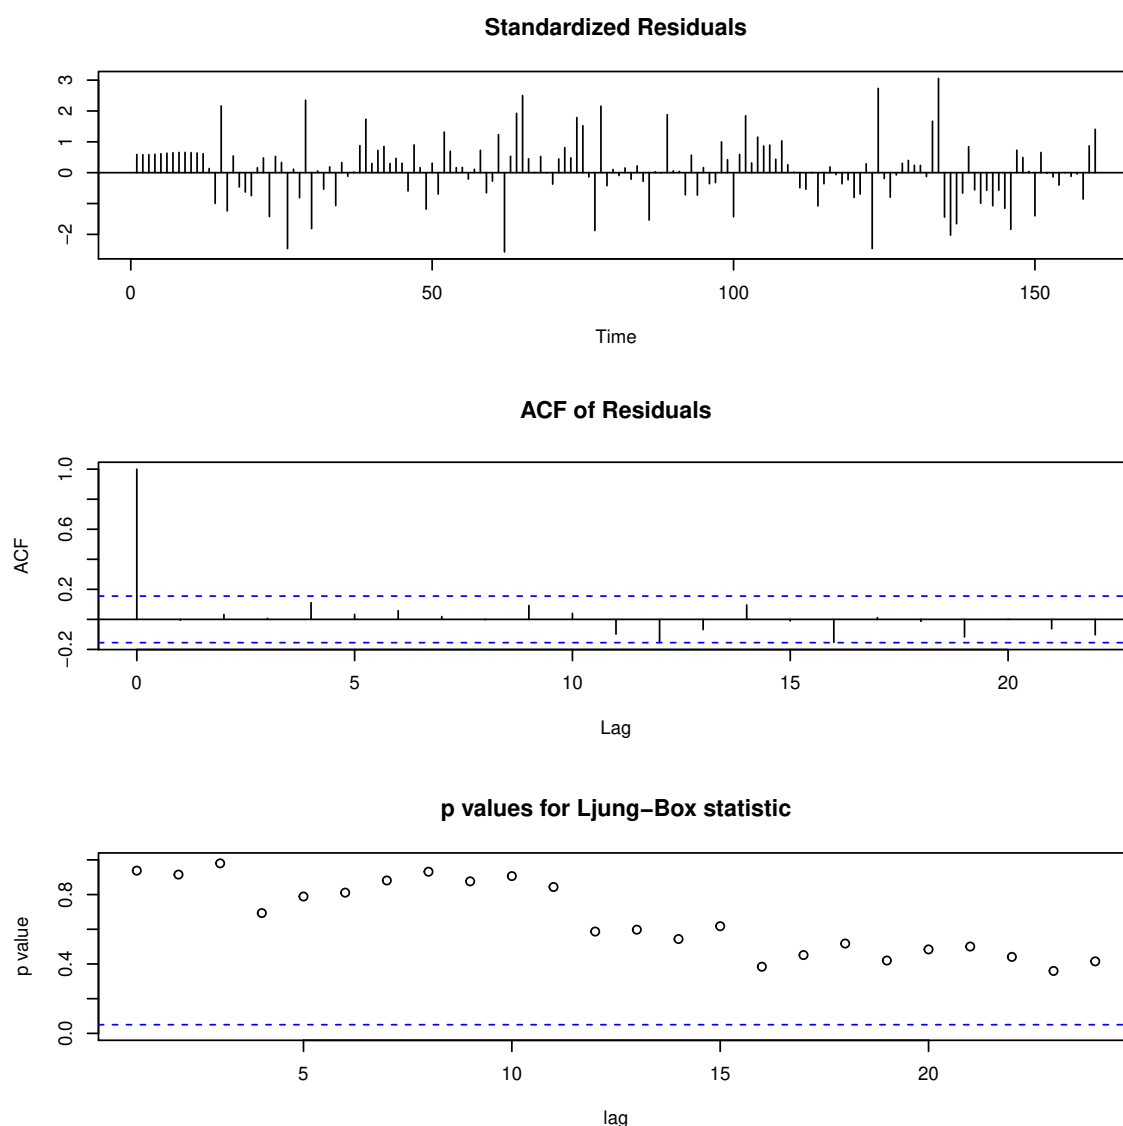 Standardized Residuals
3
2
1
0
−2
0 50 100 150
Time
ACF of Residuals
ACF
1.0
0.6
0.2
−0.2
0 5 10 15 20
Lag
p values for Ljung−Box statistic
p value
0.8
0.4
0.0
5 10 15 20
lag